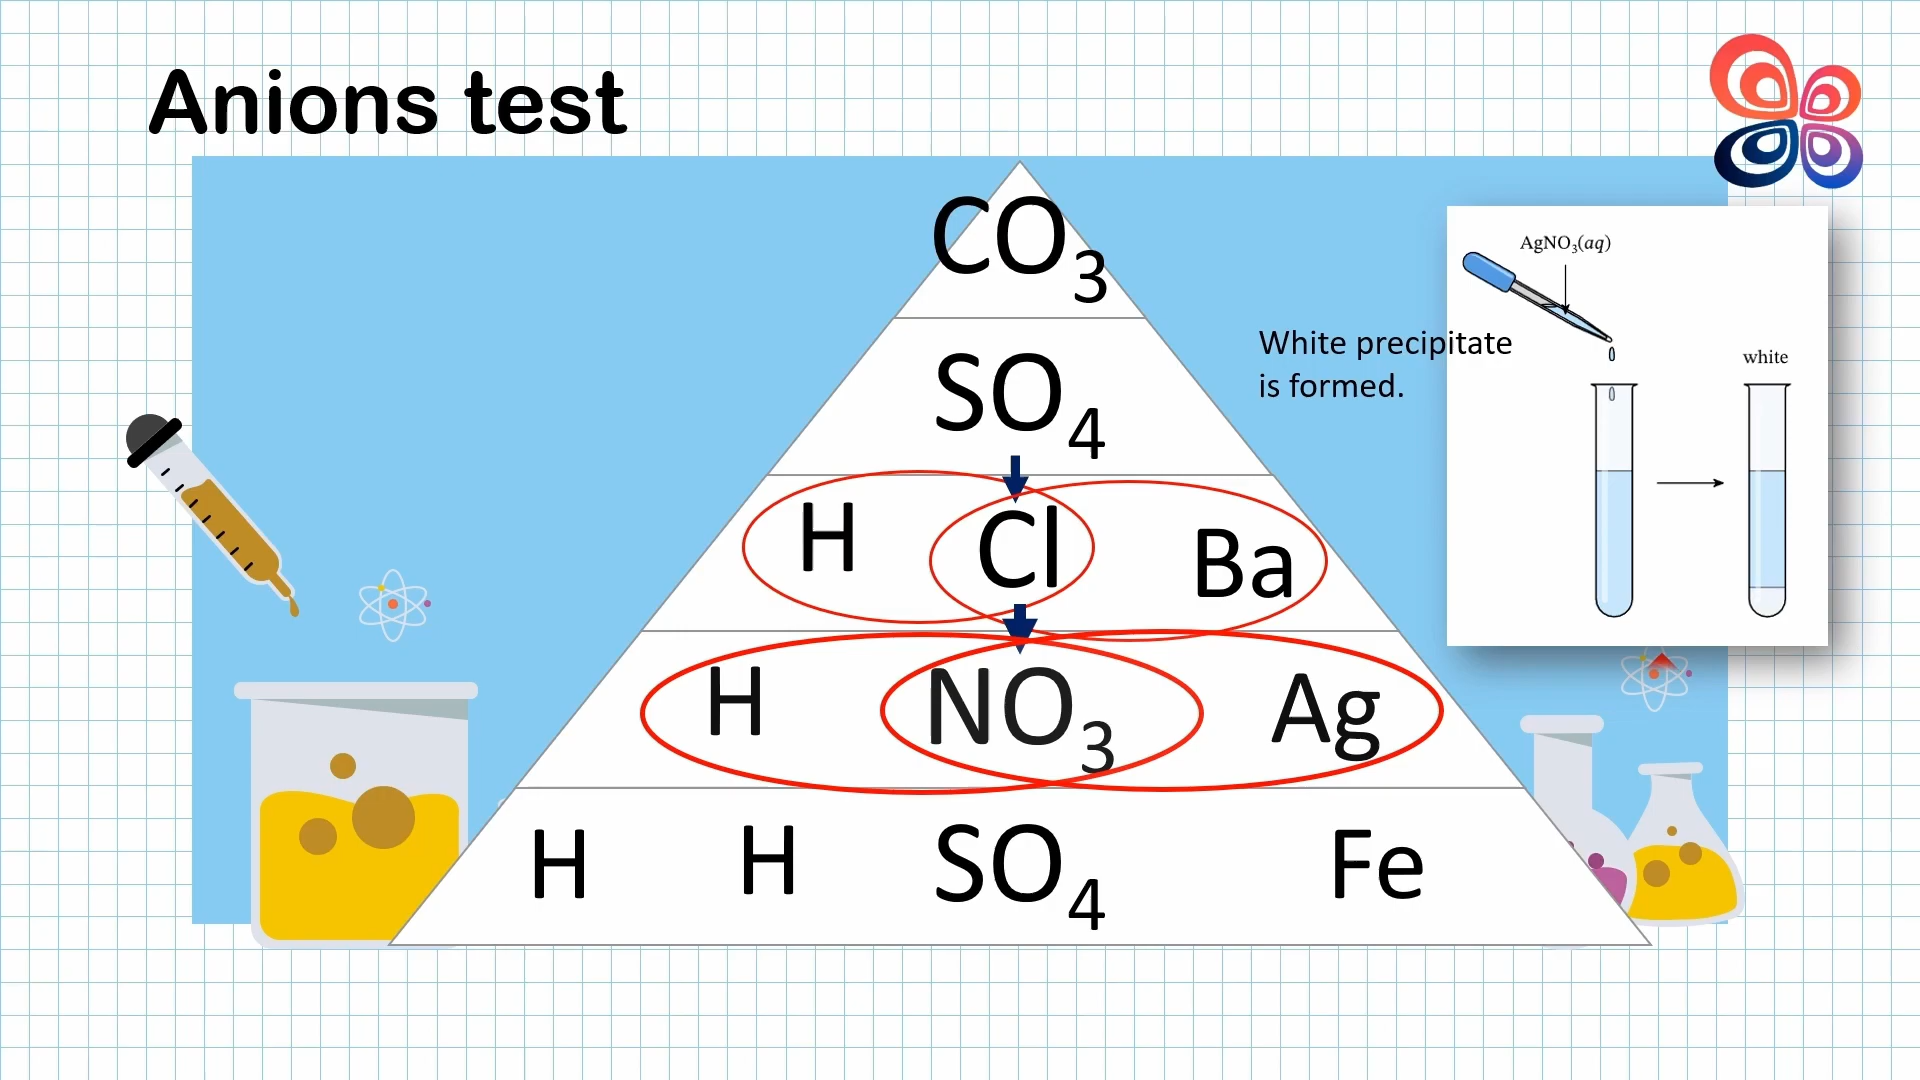 Anions test
CO₃
SO₄
H Cl Ba
H NO₃ Ag
H H SO₄ Fe
White precipitate
is formed.
AgNO₃(aq)
white